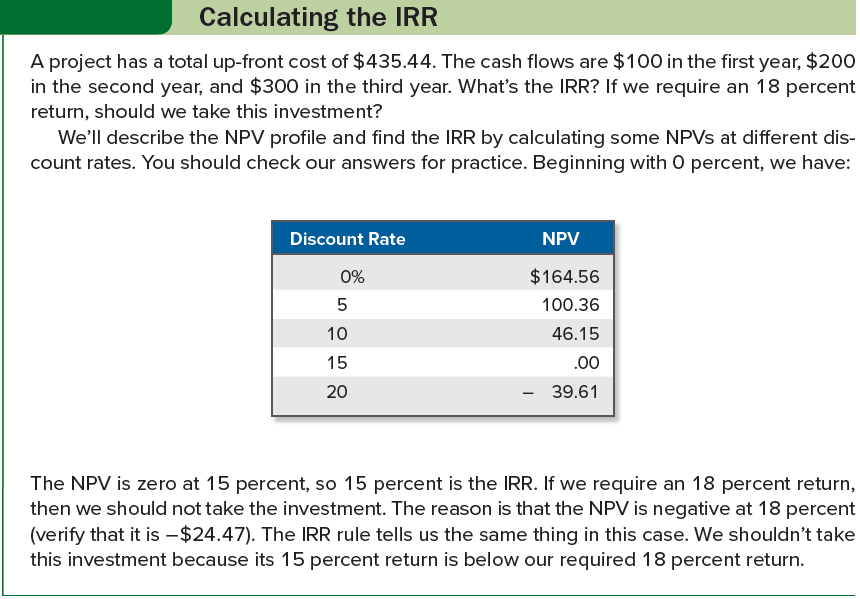 Calculating the IRR
A project has a total up-front cost of $435.44. The cash flows are $100 in the first year, $200
in the second year, and $300 in the third year. What’s the IRR? If we require an 18 percent
return, should we take this investment?
We’ll describe the NPV profile and find the IRR by calculating some NPVs at different dis-
count rates. You should check our answers for practice. Beginning with 0 percent, we have:
Discount Rate NPV
0% $164.56
5 100.36
10 46.15
15 .00
20 – 39.61
The NPV is zero at 15 percent, so 15 percent is the IRR. If we require an 18 percent return,
then we should not take the investment. The reason is that the NPV is negative at 18 percent
(verify that it is –$24.47). The IRR rule tells us the same thing in this case. We shouldn’t take
this investment because its 15 percent return is below our required 18 percent return.